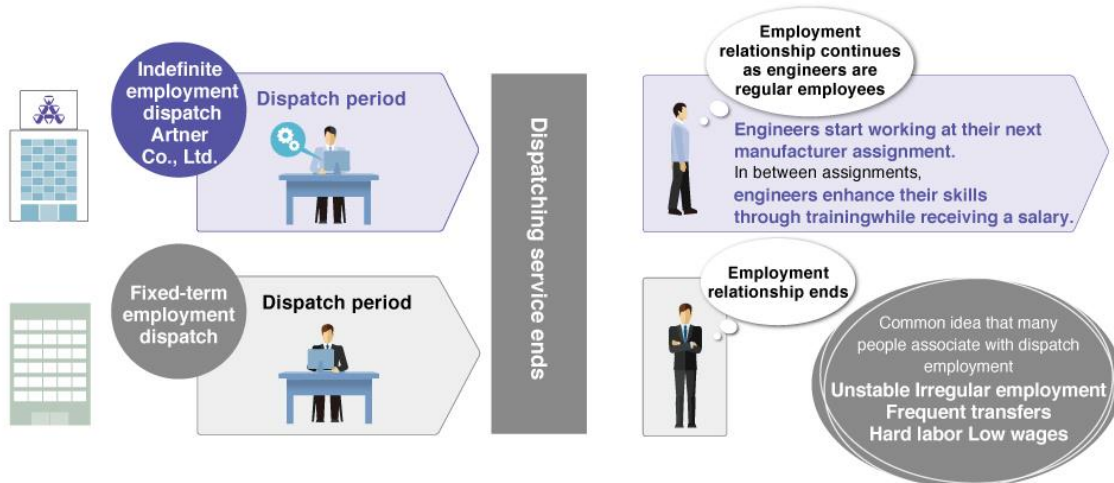 Indefinite
employment
dispatch
Artner
Co., Ltd.
Dispatch period
Dispatching service ends
Employment
relationship continues
as engineers are
regular employees
Engineers start working at their next
manufacturer assignment.
In between assignments,
engineers enhance their skills
through trainingwhile receiving a salary.
Fixed-term
employment
dispatch
Dispatch period
Employment
relationship ends
Common idea that many
people associate with dispatch
employment
Unstable Irregular employment
Frequent transfers
Hard labor Low wages